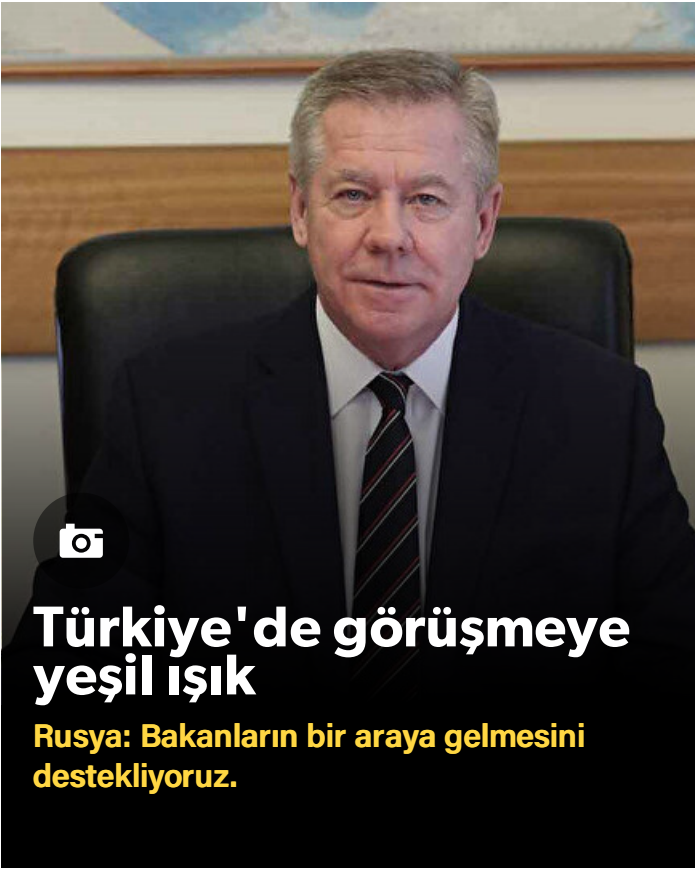 Türkiye'de görüşmeye
yeşil ışık
Rusya: Bakanların bir araya gelmesini
destekliyoruz.